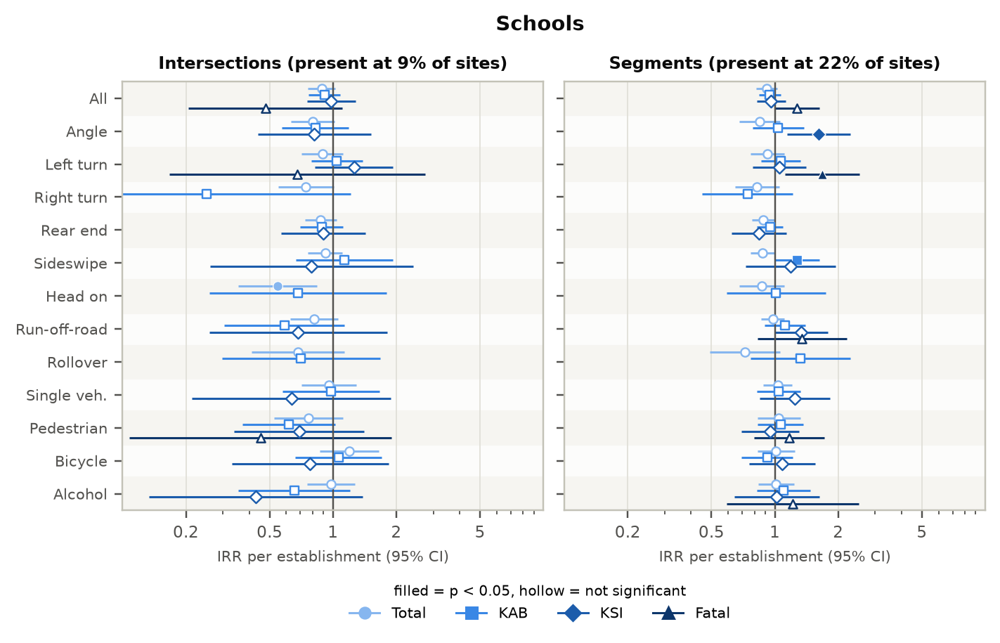 Schools
Intersections (present at 9% of sites)
Segments (present at 22% of sites)
All
Angle
Left turn
Right turn
Rear end
Sideswipe
Head on
Run-off-road
Rollover
Single veh.
Pedestrian
Bicycle
Alcohol
0.2 0.5 1 2 5
0.2 0.5 1 2 5
IRR per establishment (95% CI)
IRR per establishment (95% CI)
filled = p < 0.05, hollow = not significant
Total KAB KSI Fatal